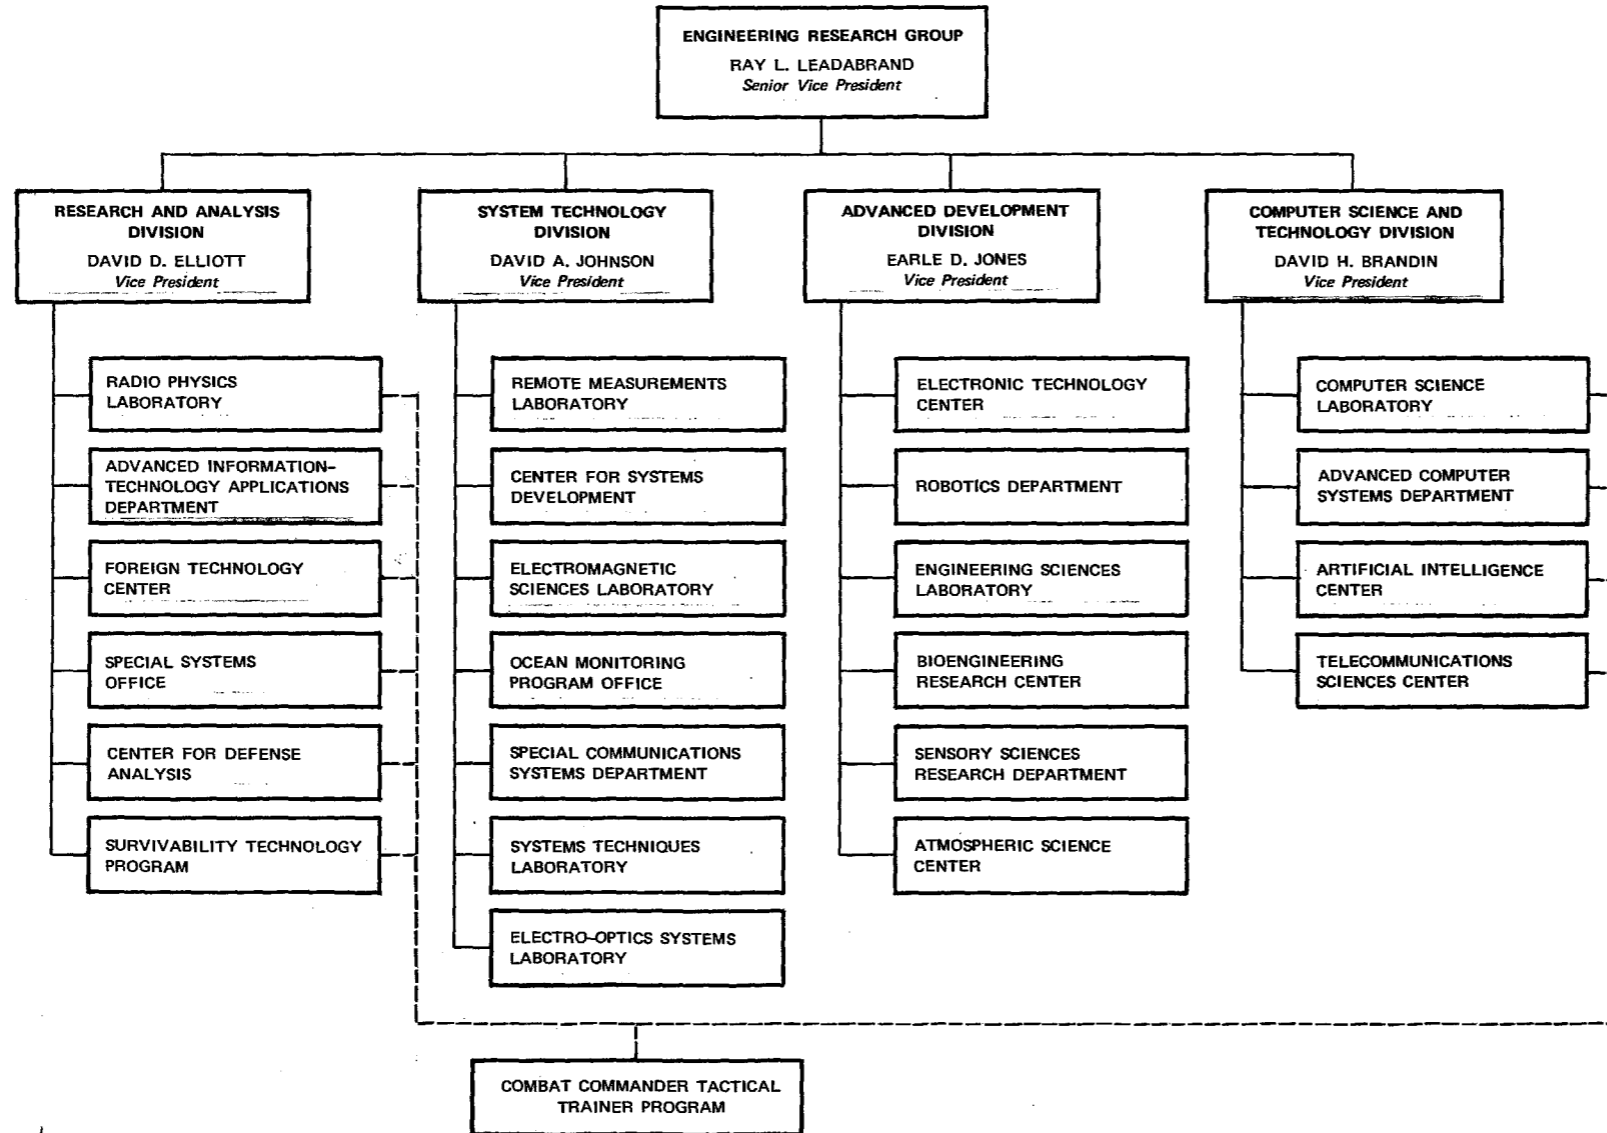 ENGINEERING RESEARCH GROUP
RAY L. LEADABRAND
Senior Vice President
RESEARCH AND ANALYSIS
DIVISION
DAVID D. ELLIOTT
Vice President
SYSTEM TECHNOLOGY
DIVISION
DAVID A. JOHNSON
Vice President
ADVANCED DEVELOPMENT
DIVISION
EARLE D. JONES
Vice President
COMPUTER SCIENCE AND
TECHNOLOGY DIVISION
DAVID H. BRANDIN
Vice President
RADIO PHYSICS
LABORATORY
ADVANCED INFORMATION–
TECHNOLOGY APPLICATIONS
DEPARTMENT
FOREIGN TECHNOLOGY
CENTER
SPECIAL SYSTEMS
OFFICE
CENTER FOR DEFENSE
ANALYSIS
SURVIVABILITY TECHNOLOGY
PROGRAM
REMOTE MEASUREMENTS
LABORATORY
CENTER FOR SYSTEMS
DEVELOPMENT
ELECTROMAGNETIC
SCIENCES LABORATORY
OCEAN MONITORING
PROGRAM OFFICE
SPECIAL COMMUNICATIONS
SYSTEMS DEPARTMENT
SYSTEMS TECHNIQUES
LABORATORY
ELECTRO–OPTICS SYSTEMS
LABORATORY
ELECTRONIC TECHNOLOGY
CENTER
ROBOTICS DEPARTMENT
ENGINEERING SCIENCES
LABORATORY
BIOENGINEERING
RESEARCH CENTER
SENSORY SCIENCES
RESEARCH DEPARTMENT
ATMOSPHERIC SCIENCE
CENTER
COMPUTER SCIENCE
LABORATORY
ADVANCED COMPUTER
SYSTEMS DEPARTMENT
ARTIFICIAL INTELLIGENCE
CENTER
TELECOMMUNICATIONS
SCIENCES CENTER
COMBAT COMMANDER TACTICAL
TRAINER PROGRAM